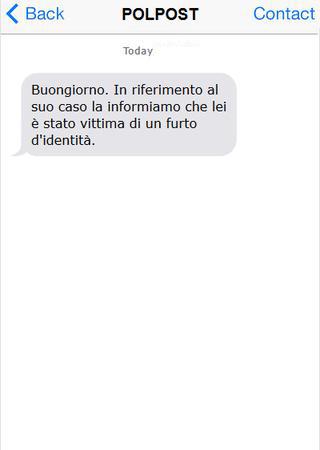 Back POLPOST Contact
Today
Buongiorno. In riferimento al
suo caso la informiamo che lei
è stato vittima di un furto
d'identità.